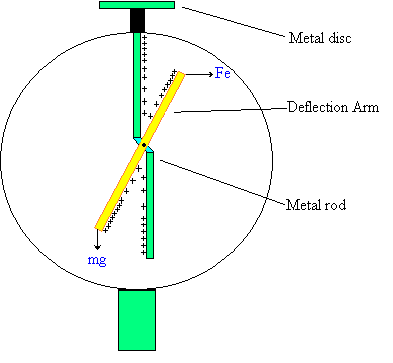 Metal disc
Fe
Deflection Arm
Metal rod
mg